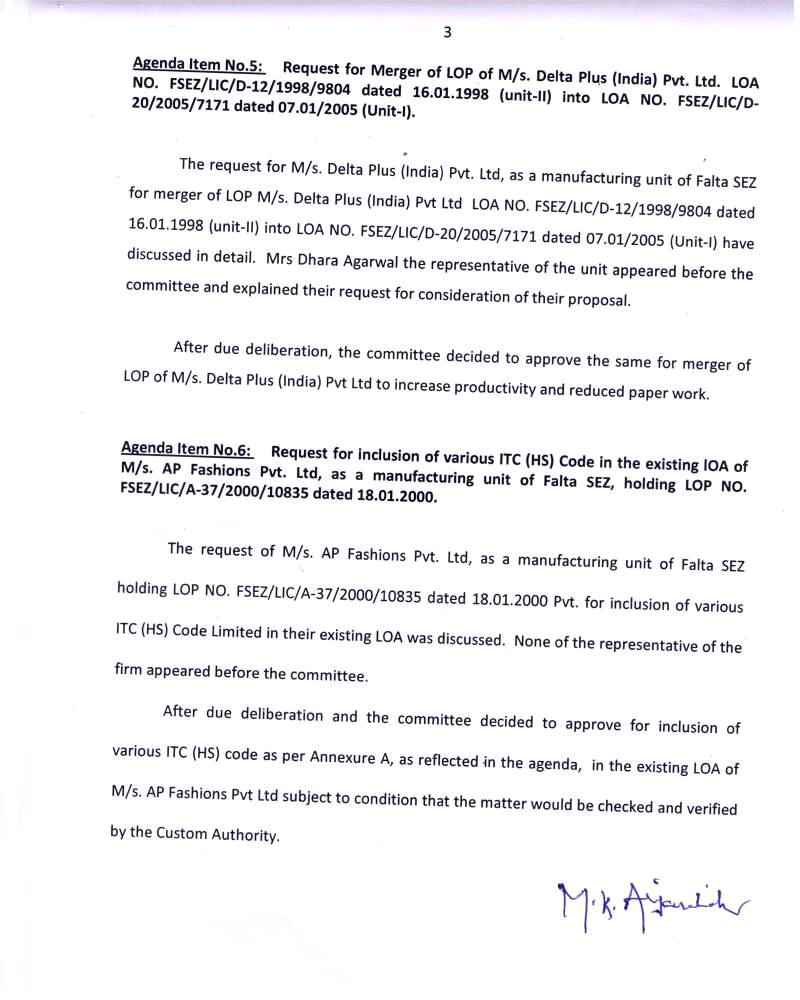 3
Agenda Item No.5: Request for Merger of LOP of M/s. Delta Plus (India) Pvt. Ltd. LOA
NO. FSEZ/LIC/D-12/1998/9804 dated 16.01.1998 (unit-II) into LOA NO. FSEZ/LIC/D-
20/2005/7171 dated 07.01/2005 (Unit-I).
The request for M/s. Delta Plus (India) Pvt. Ltd, as a manufacturing unit of Falta SEZ
for merger of LOP M/s. Delta Plus (India) Pvt Ltd LOA NO. FSEZ/LIC/D-12/1998/9804 dated
16.01.1998 (unit-II) into LOA NO. FSEZ/LIC/D-20/2005/7171 dated 07.01/2005 (Unit-I) have
discussed in detail. Mrs Dhara Agarwal the representative of the unit appeared before the
committee and explained their request for consideration of their proposal.
After due deliberation, the committee decided to approve the same for merger of
LOP of M/s. Delta Plus (India) Pvt Ltd to increase productivity and reduced paper work.
Agenda Item No.6: Request for inclusion of various ITC (HS) Code in the existing lOA of
M/s. AP Fashions Pvt. Ltd, as a manufacturing unit of Falta SEZ, holding LOP NO.
FSEZ/LIC/A-37/2000/10835 dated 18.01.2000.
The request of M/s. AP Fashions Pvt. Ltd, as a manufacturing unit of Falta SEZ
holding LOP NO. FSEZ/LIC/A-37/2000/10835 dated 18.01.2000 Pvt. for inclusion of various
ITC (HS) Code Limited in their existing LOA was discussed. None of the representative of the
firm appeared before the committee.
After due deliberation and the committee decided to approve for inclusion of
various ITC (HS) code as per Annexure A, as reflected in the agenda, in the existing LOA of
M/s. AP Fashions Pvt Ltd subject to condition that the matter would be checked and verified
by the Custom Authority.
M.K.